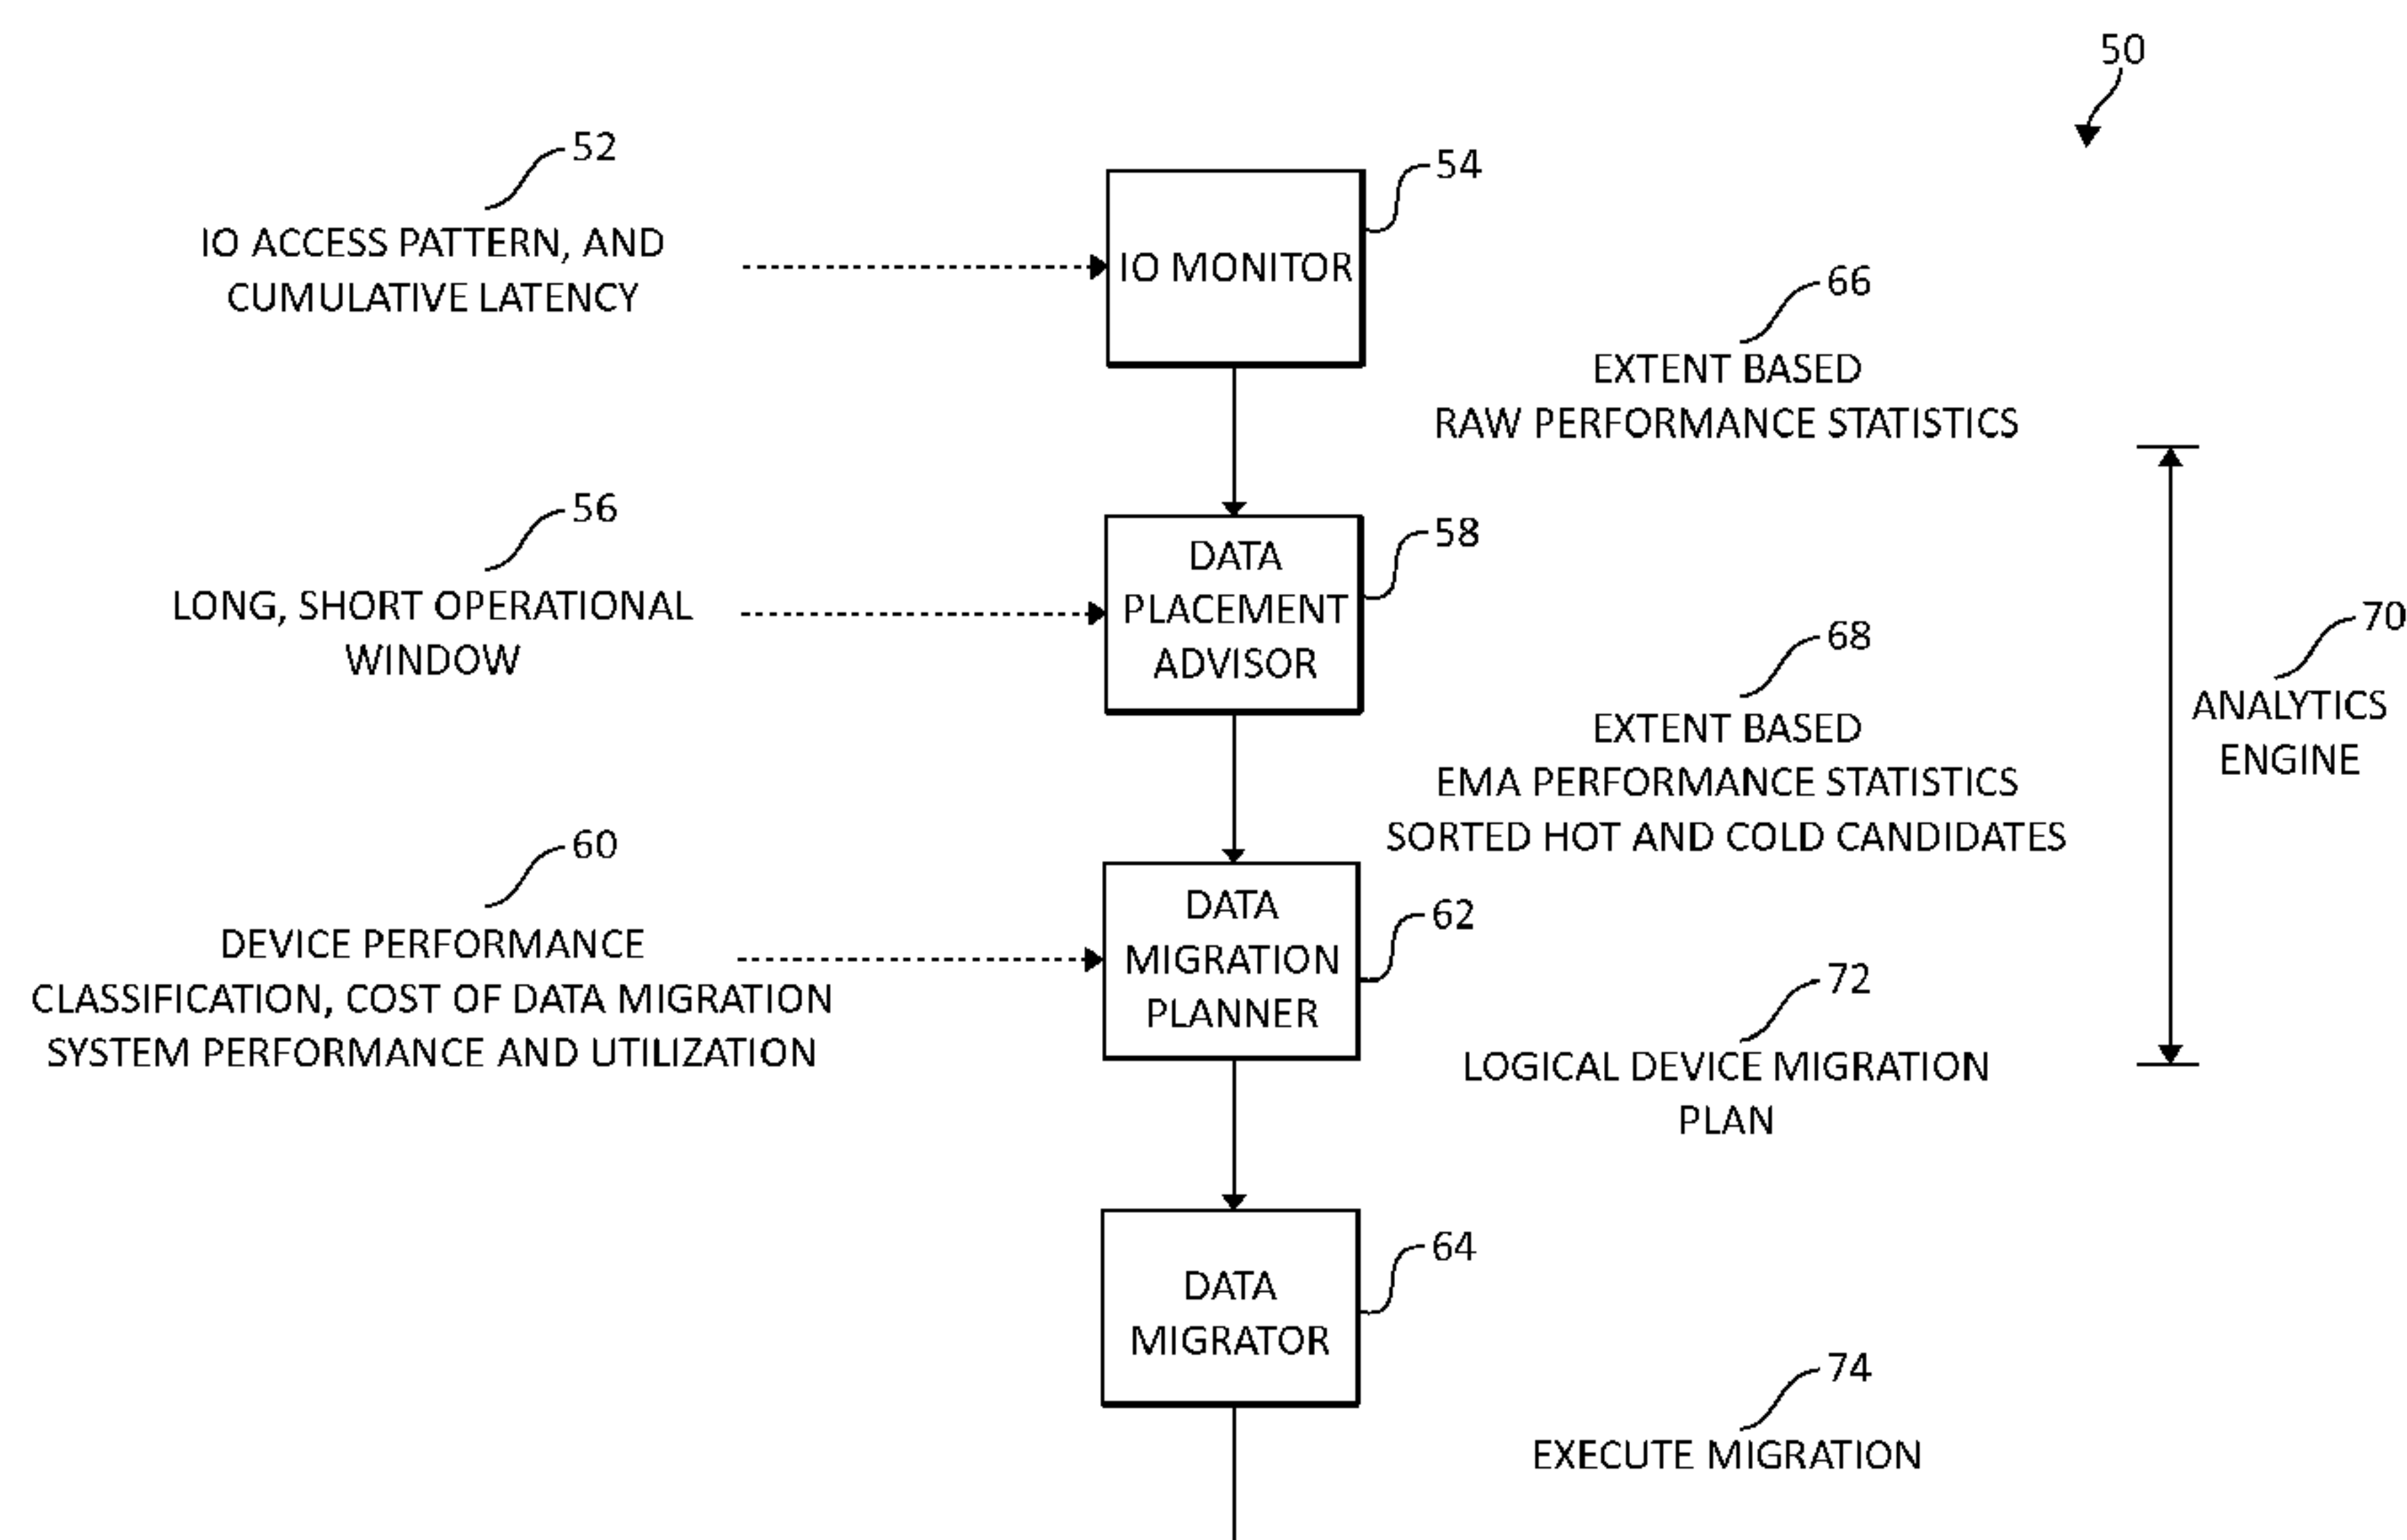 50
52
IO ACCESS PATTERN, AND
CUMULATIVE LATENCY
54
IO MONITOR
66
EXTENT BASED
RAW PERFORMANCE STATISTICS
56
LONG, SHORT OPERATIONAL
WINDOW
58
DATA
PLACEMENT
ADVISOR
68
EXTENT BASED
EMA PERFORMANCE STATISTICS
SORTED HOT AND COLD CANDIDATES
70
ANALYTICS
ENGINE
60
DEVICE PERFORMANCE
CLASSIFICATION, COST OF DATA MIGRATION
SYSTEM PERFORMANCE AND UTILIZATION
62
DATA
MIGRATION
PLANNER
72
LOGICAL DEVICE MIGRATION
PLAN
64
DATA
MIGRATOR
74
EXECUTE MIGRATION